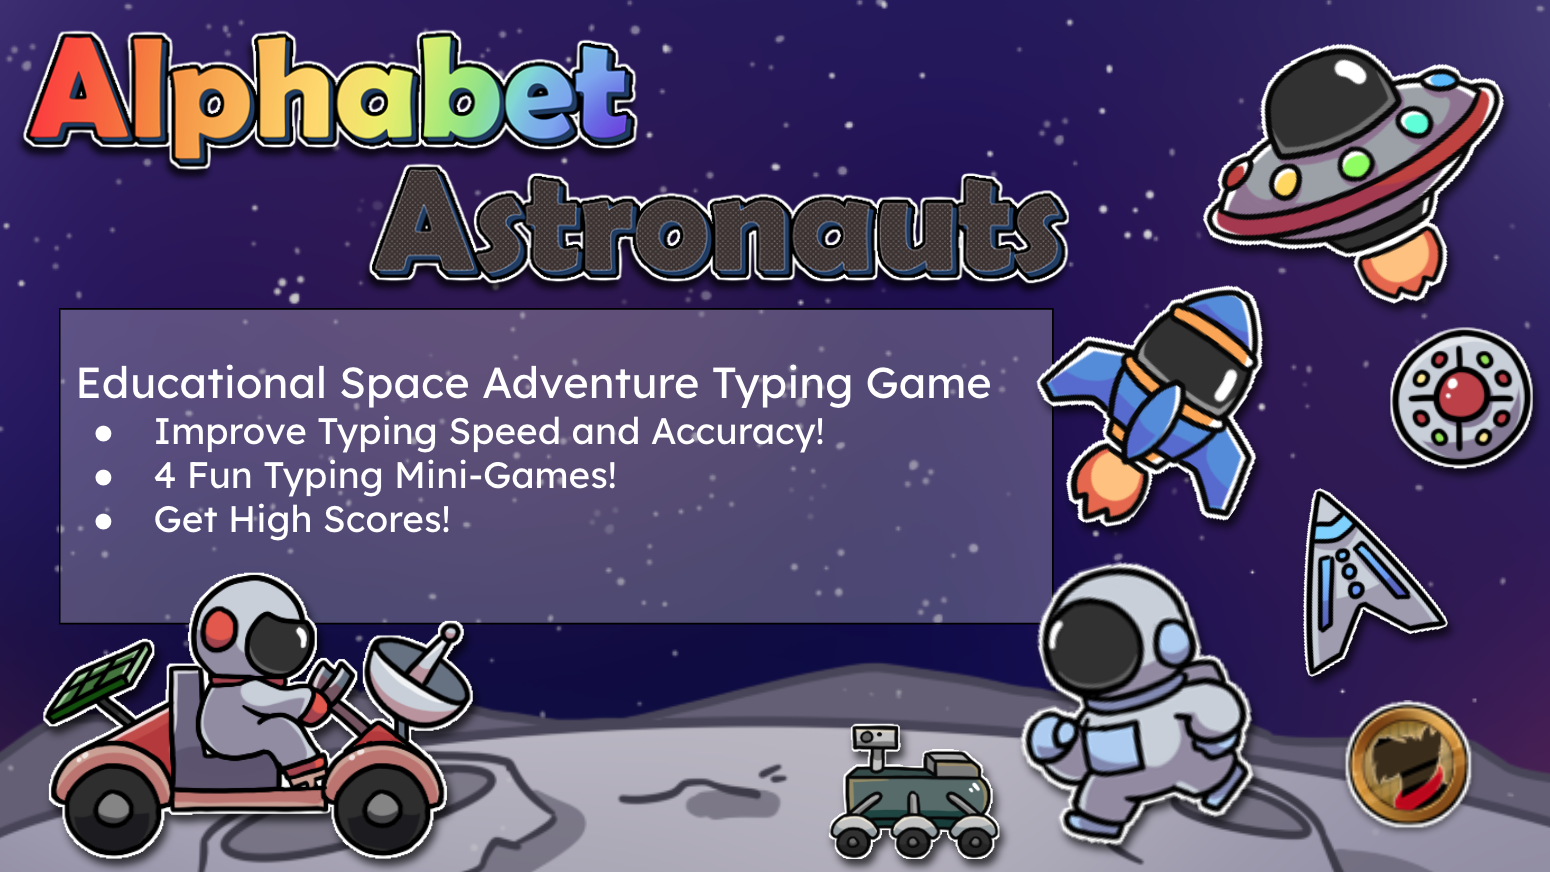 Alphabet
Astronauts
Educational Space Adventure Typing Game
● Improve Typing Speed and Accuracy!
● 4 Fun Typing Mini-Games!
● Get High Scores!